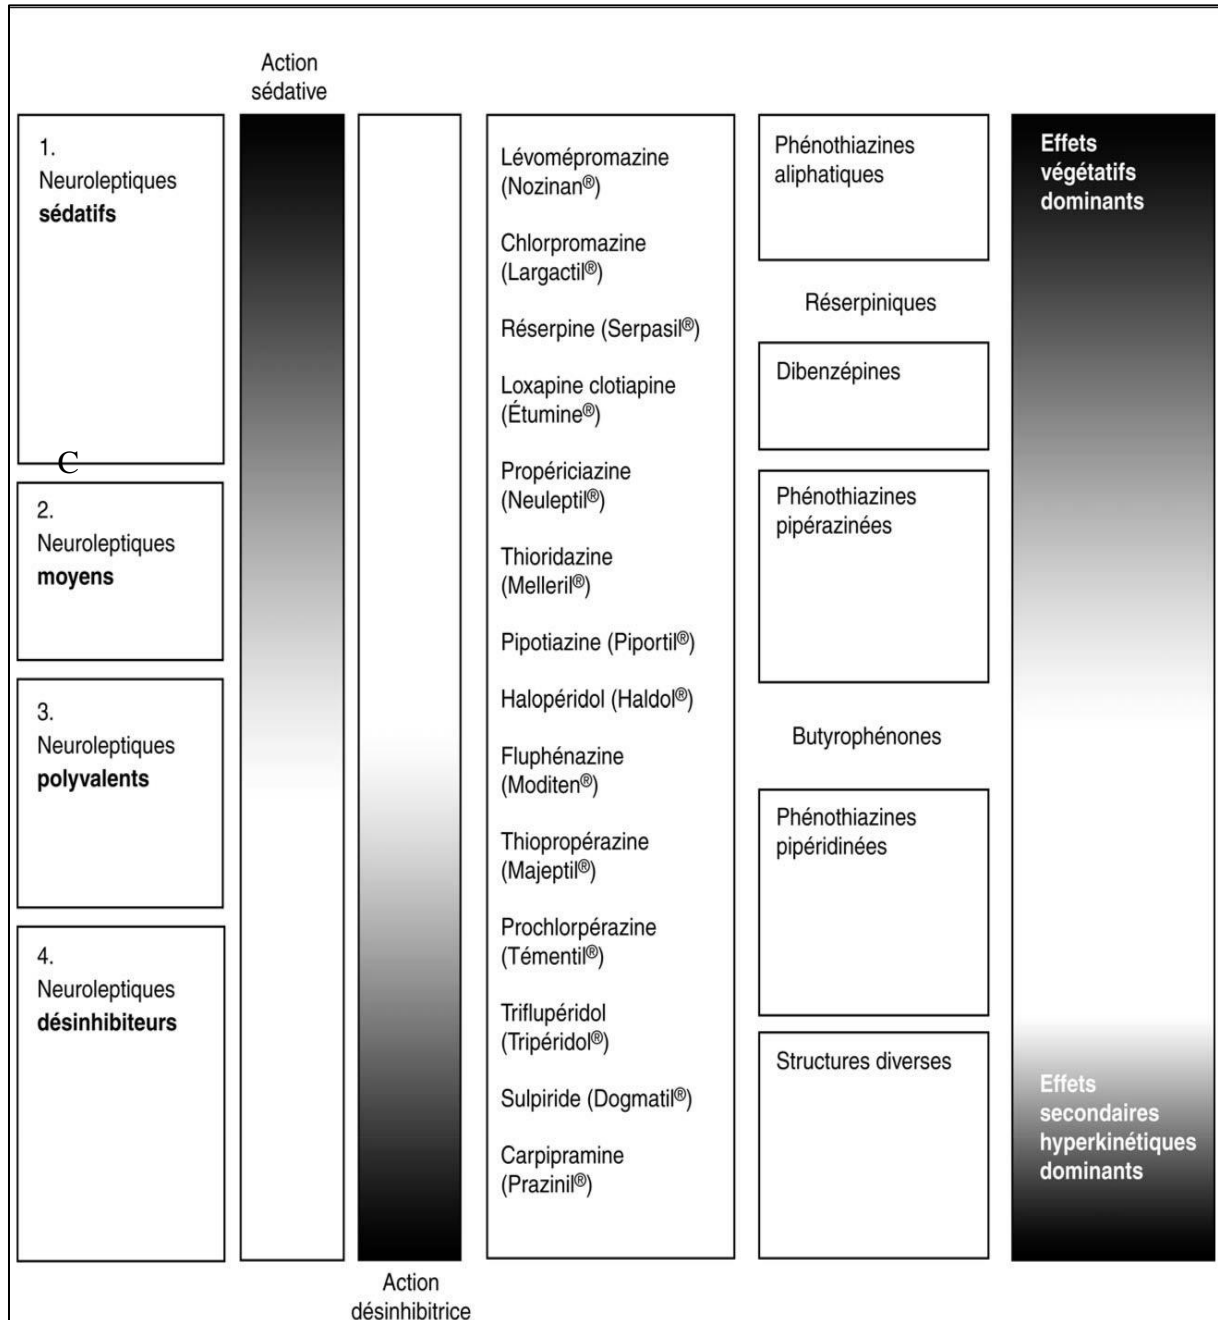 Action
sédative
1.
Neuroleptiques
sédatifs
C
2.
Neuroleptiques
moyens
3.
Neuroleptiques
polyvalents
4.
Neuroleptiques
désinhibiteurs
Action
désinhibitrice
Lévomépromazine
(Nozinan®)
Chlorpromazine
(Largactil®)
Réserpine (Serpasil®)
Loxapine clotiapine
(Étumine®)
Propériciazine
(Neuleptil®)
Thioridazine
(Melleril®)
Pipotiazine (Piportil®)
Halopéridol (Haldol®)
Fluphénazine
(Moditen®)
Thiopropérazine
(Majeptil®)
Prochlorpérazine
(Témentil®)
Triflupéridol
(Tripéridol®)
Sulpiride (Dogmatil®)
Carpipramine
(Prazinil®)
Phénothiazines
aliphatiques
Réserpiniques
Dibenzépines
Phénothiazines
pipérazinées
Butyrophénones
Phénothiazines
pipéridinées
Structures diverses
Effets
végétatifs
dominants
Effets
secondaires
hyperkinétiques
dominants